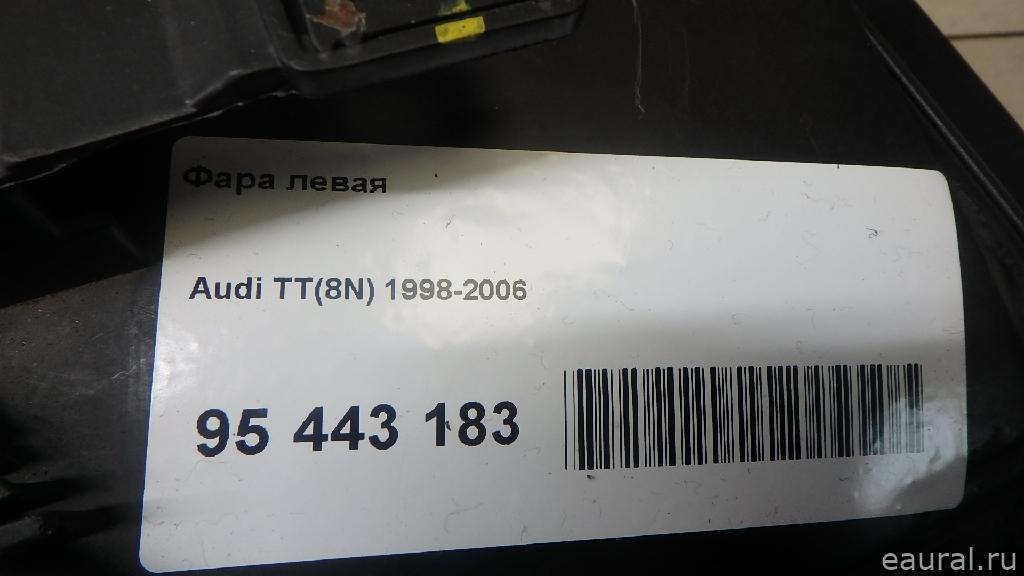 Фара левая
Audi TT(8N) 1998-2006
95 443 183
eaural.ru